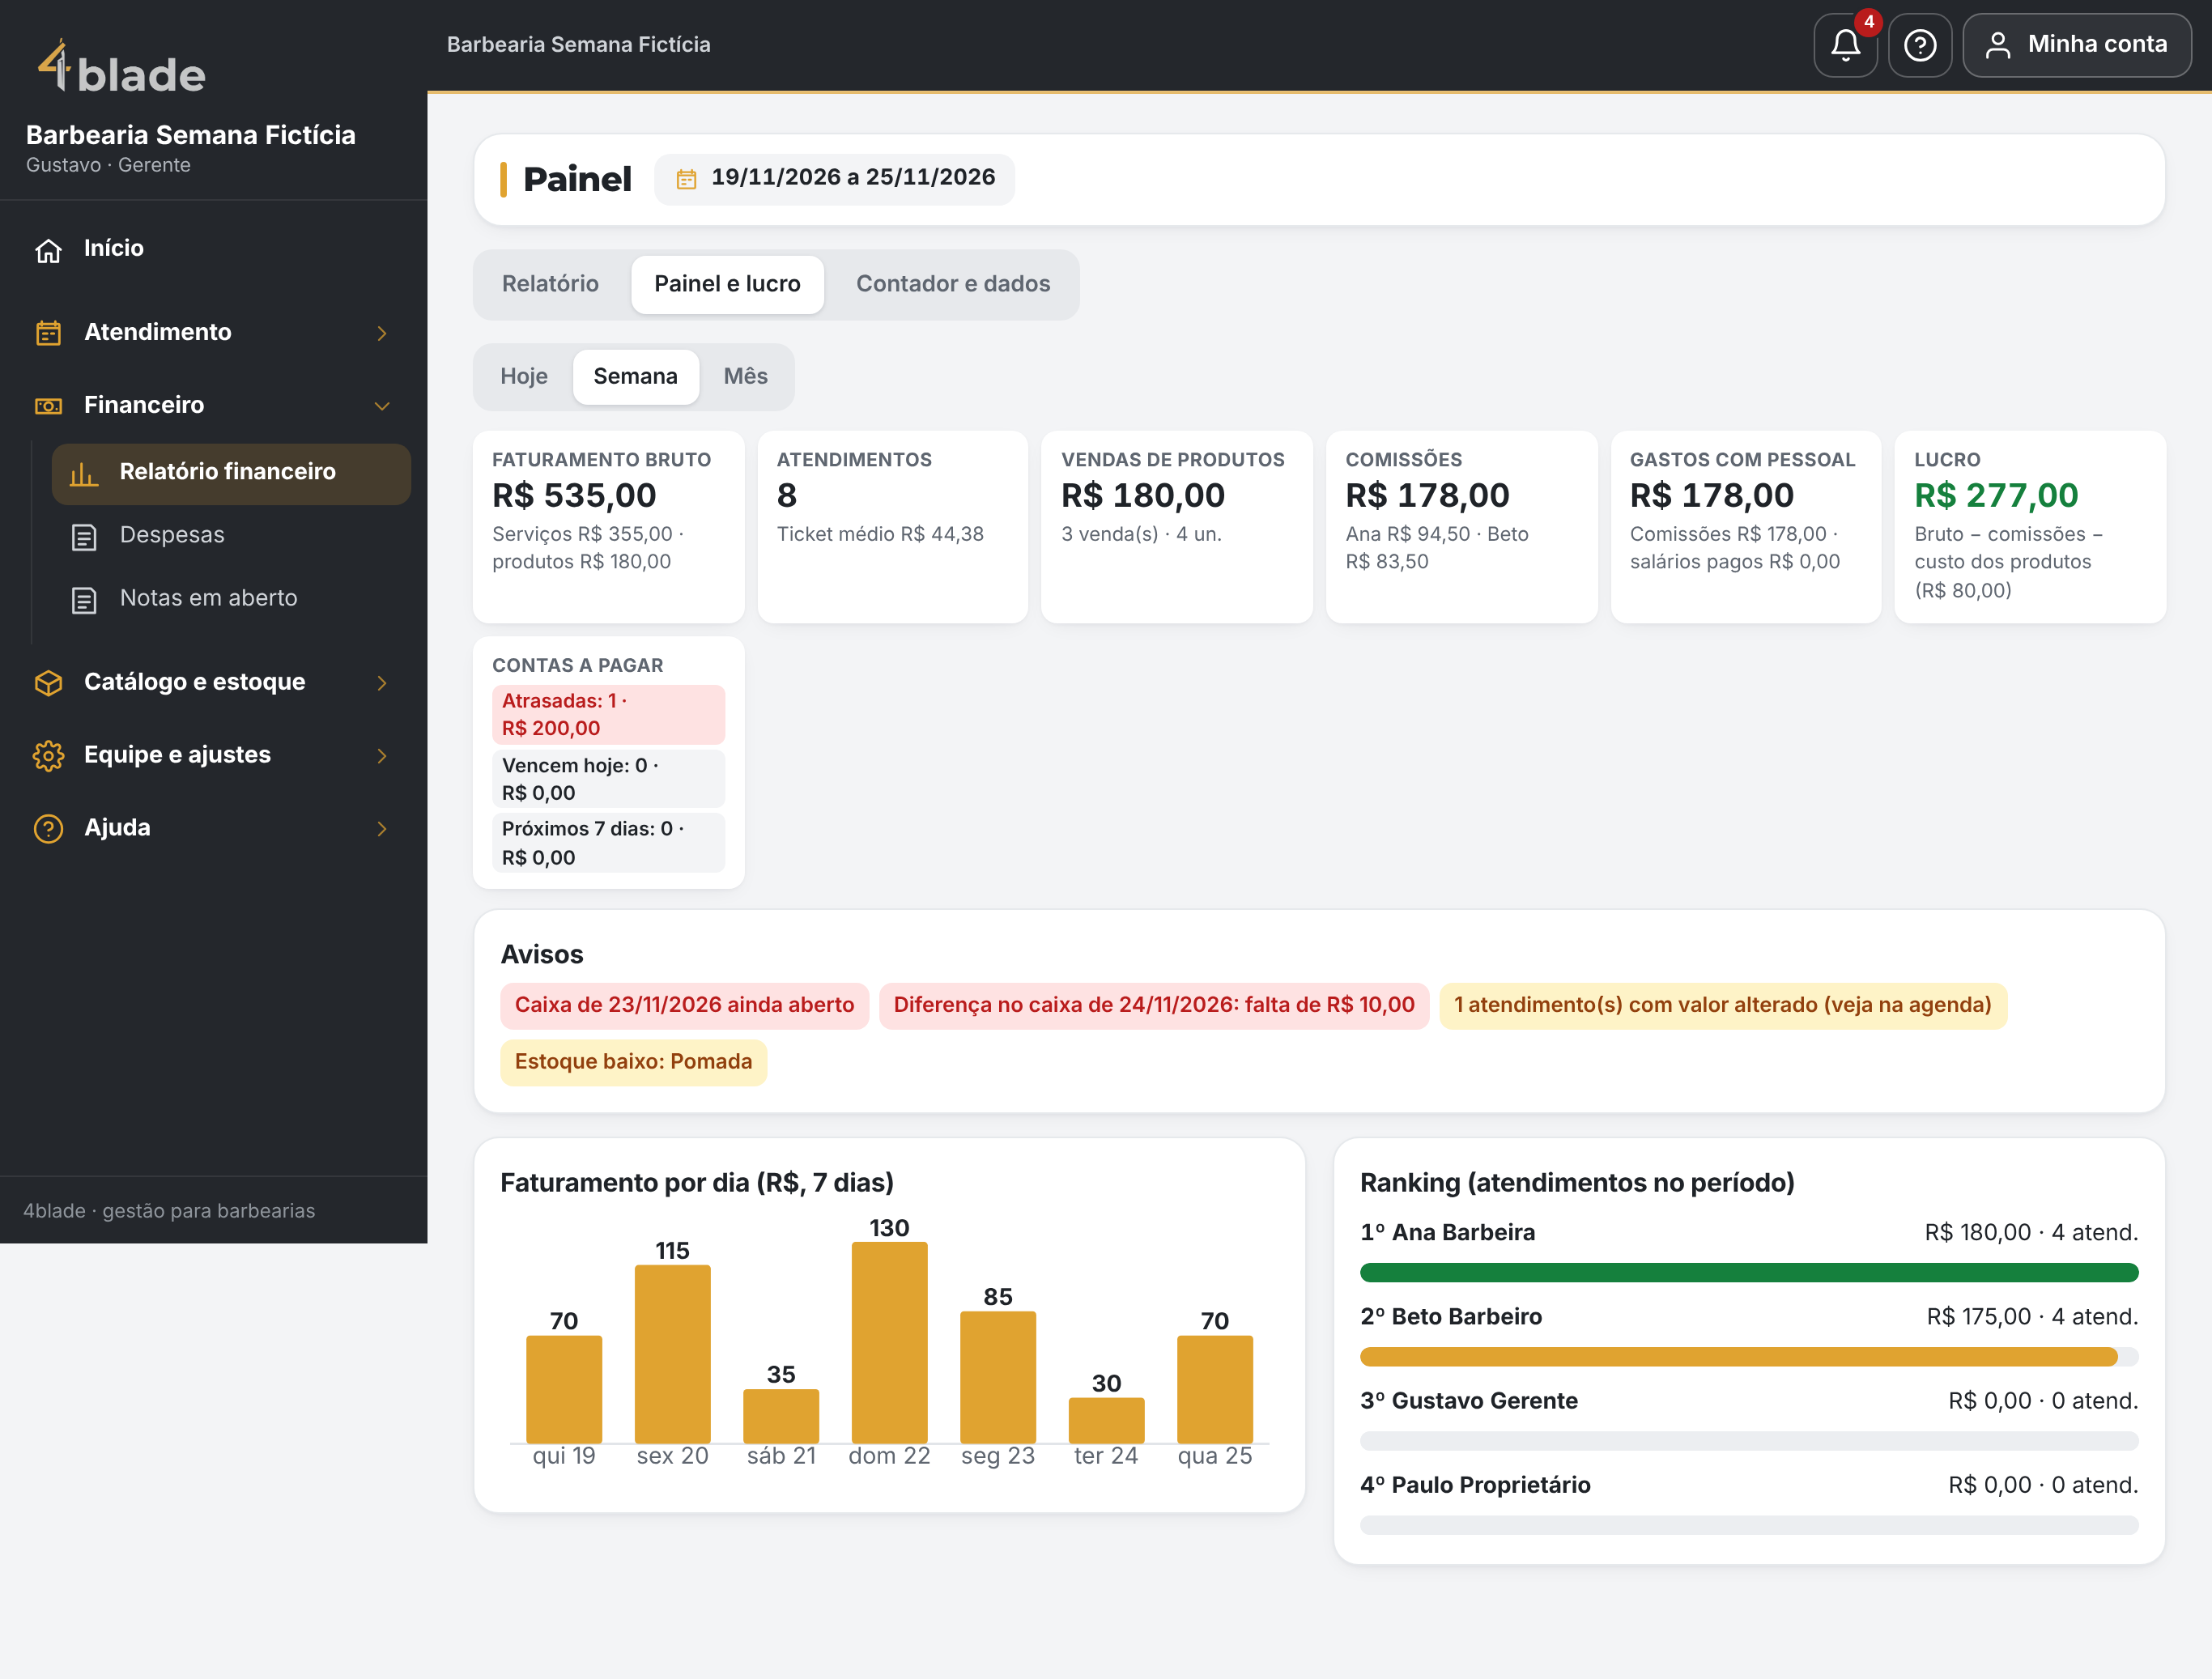 4blade
Barbearia Semana Fictícia
Gustavo · Gerente
Início
Atendimento
Financeiro
Relatório financeiro
Despesas
Notas em aberto
Catálogo e estoque
Equipe e ajustes
Ajuda
4blade · gestão para barbearias
Barbearia Semana Fictícia
4
Minha conta
Painel
19/11/2026 a 25/11/2026
Relatório
Painel e lucro
Contador e dados
Hoje
Semana
Mês
FATURAMENTO BRUTO
R$ 535,00
Serviços R$ 355,00 ·
produtos R$ 180,00
ATENDIMENTOS
8
Ticket médio R$ 44,38
VENDAS DE PRODUTOS
R$ 180,00
3 venda(s) · 4 un.
COMISSÕES
R$ 178,00
Ana R$ 94,50 · Beto
R$ 83,50
GASTOS COM PESSOAL
R$ 178,00
Comissões R$ 178,00 ·
salários pagos R$ 0,00
LUCRO
R$ 277,00
Bruto − comissões −
custo dos produtos
(R$ 80,00)
CONTAS A PAGAR
Atrasadas: 1 ·
R$ 200,00
Vencem hoje: 0 ·
R$ 0,00
Próximos 7 dias: 0 ·
R$ 0,00
Avisos
Caixa de 23/11/2026 ainda aberto
Diferença no caixa de 24/11/2026: falta de R$ 10,00
1 atendimento(s) com valor alterado (veja na agenda)
Estoque baixo: Pomada
Faturamento por dia (R$, 7 dias)
70
115
35
130
85
30
70
qui 19
sex 20
sáb 21
dom 22
seg 23
ter 24
qua 25
Ranking (atendimentos no período)
1º Ana Barbeira
R$ 180,00 · 4 atend.
2º Beto Barbeiro
R$ 175,00 · 4 atend.
3º Gustavo Gerente
R$ 0,00 · 0 atend.
4º Paulo Proprietário
R$ 0,00 · 0 atend.